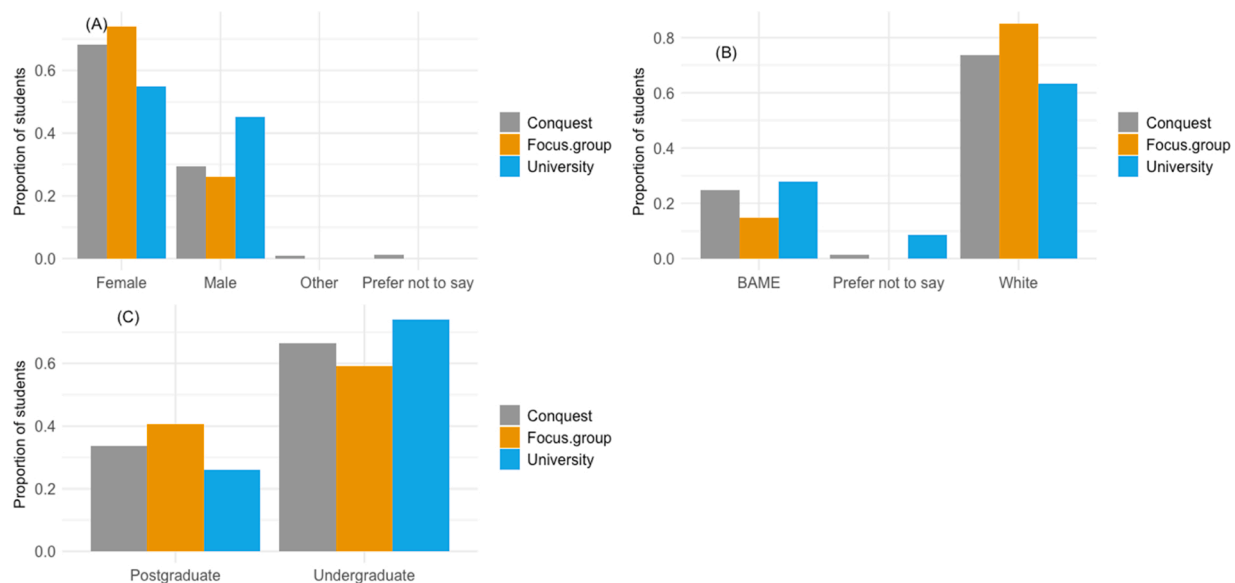 (A)
Proportion of students
0.6
0.4
0.2
0.0
Female Male Other Prefer not to say
Conquest
Focus.group
University
(B)
Proportion of students
0.8
0.6
0.4
0.2
0.0
BAME Prefer not to say White
Conquest
Focus.group
University
(C)
Proportion of students
0.6
0.4
0.2
0.0
Postgraduate Undergraduate
Conquest
Focus.group
University